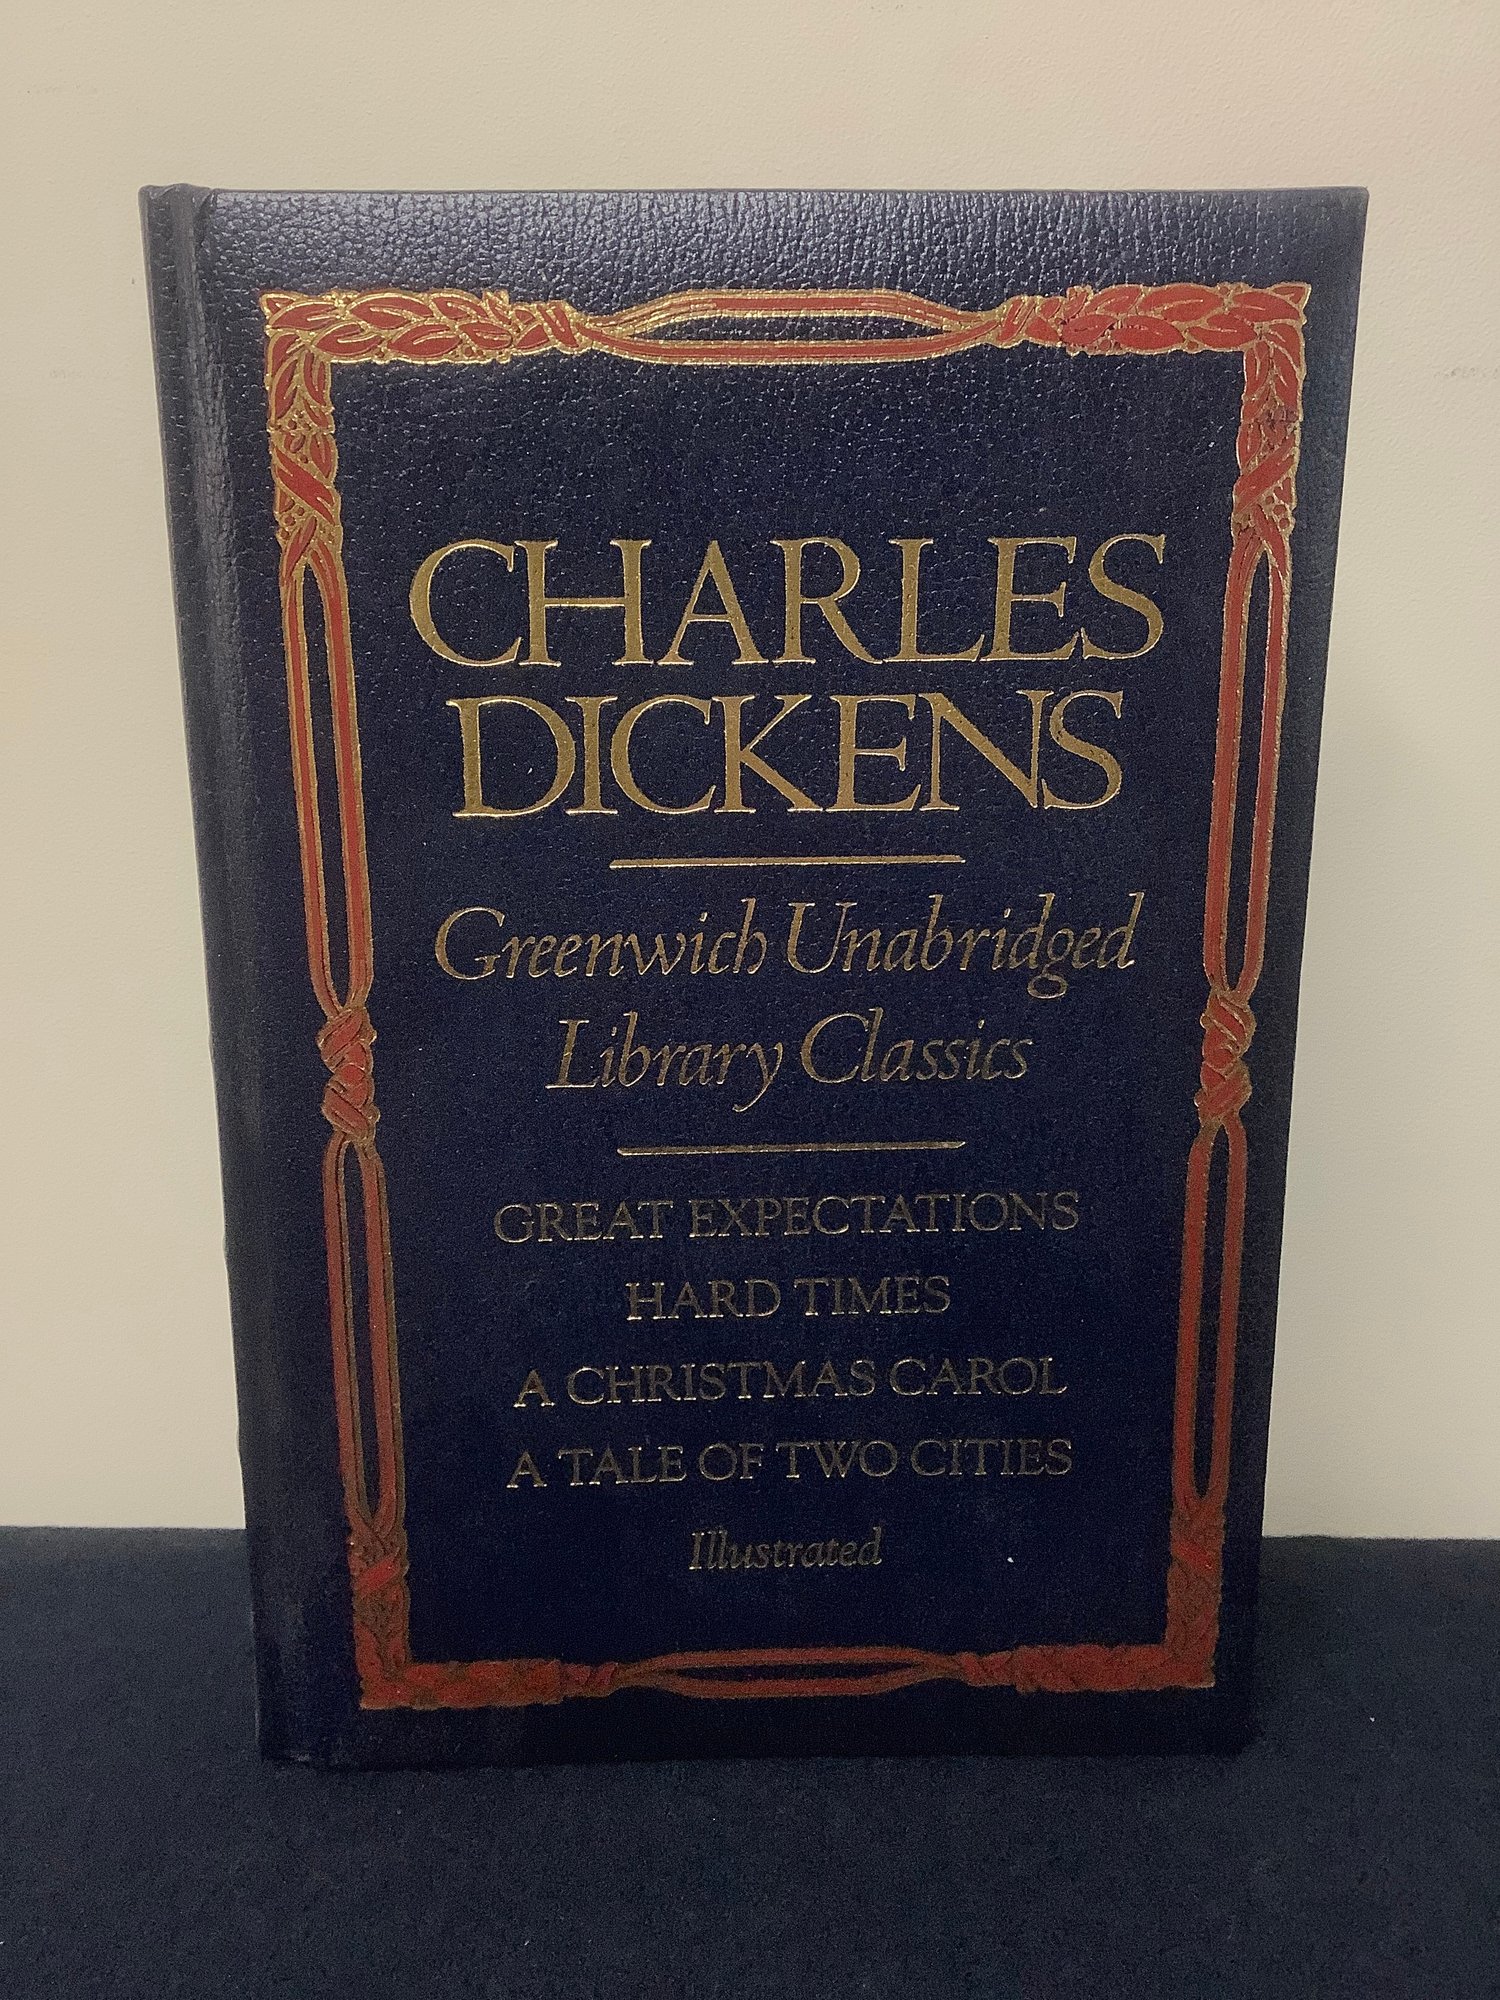 CHARLES
DICKENS
Greenwich Unabridged
Library Classics
GREAT EXPECTATIONS
HARD TIMES
A CHRISTMAS CAROL
A TALE OF TWO CITIES
Illustrated